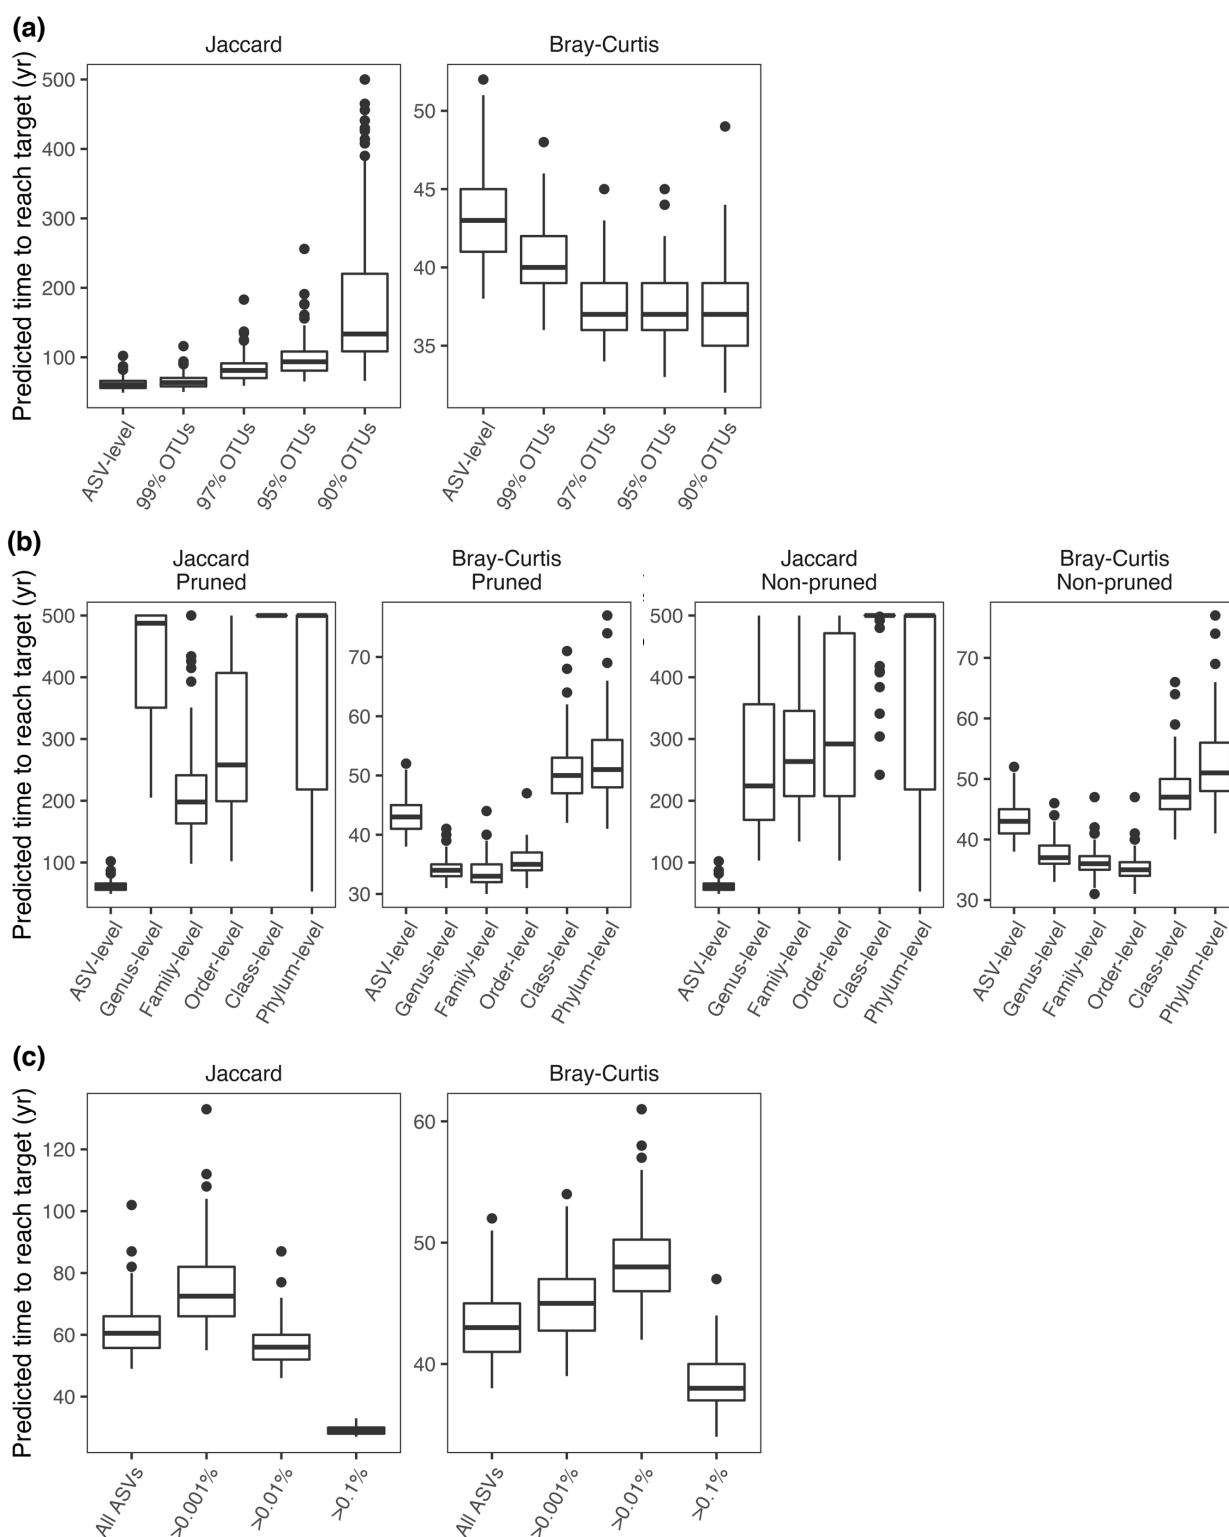 (a)
Jaccard
Bray-Curtis
Predicted time to reach target (yr)
500
400
300
200
100
50
45
40
35
ASV-level
99% OTUs
97% OTUs
95% OTUs
90% OTUs
ASV-level
99% OTUs
97% OTUs
95% OTUs
90% OTUs
(b)
Jaccard
Pruned
Bray-Curtis
Pruned
Jaccard
Non-pruned
Bray-Curtis
Non-pruned
Predicted time to reach target (yr)
500
400
300
200
100
70
60
50
40
30
500
400
300
200
100
70
60
50
40
30
ASV-level
Genus-level
Family-level
Order-level
Class-level
Phylum-level
ASV-level
Genus-level
Family-level
Order-level
Class-level
Phylum-level
ASV-level
Genus-level
Family-level
Order-level
Class-level
Phylum-level
ASV-level
Genus-level
Family-level
Order-level
Class-level
Phylum-level
(c)
Jaccard
Bray-Curtis
Predicted time to reach target (yr)
120
100
80
60
40
60
50
40
All ASVs
>0.001%
>0.01%
>0.1%
All ASVs
>0.001%
>0.01%
>0.1%